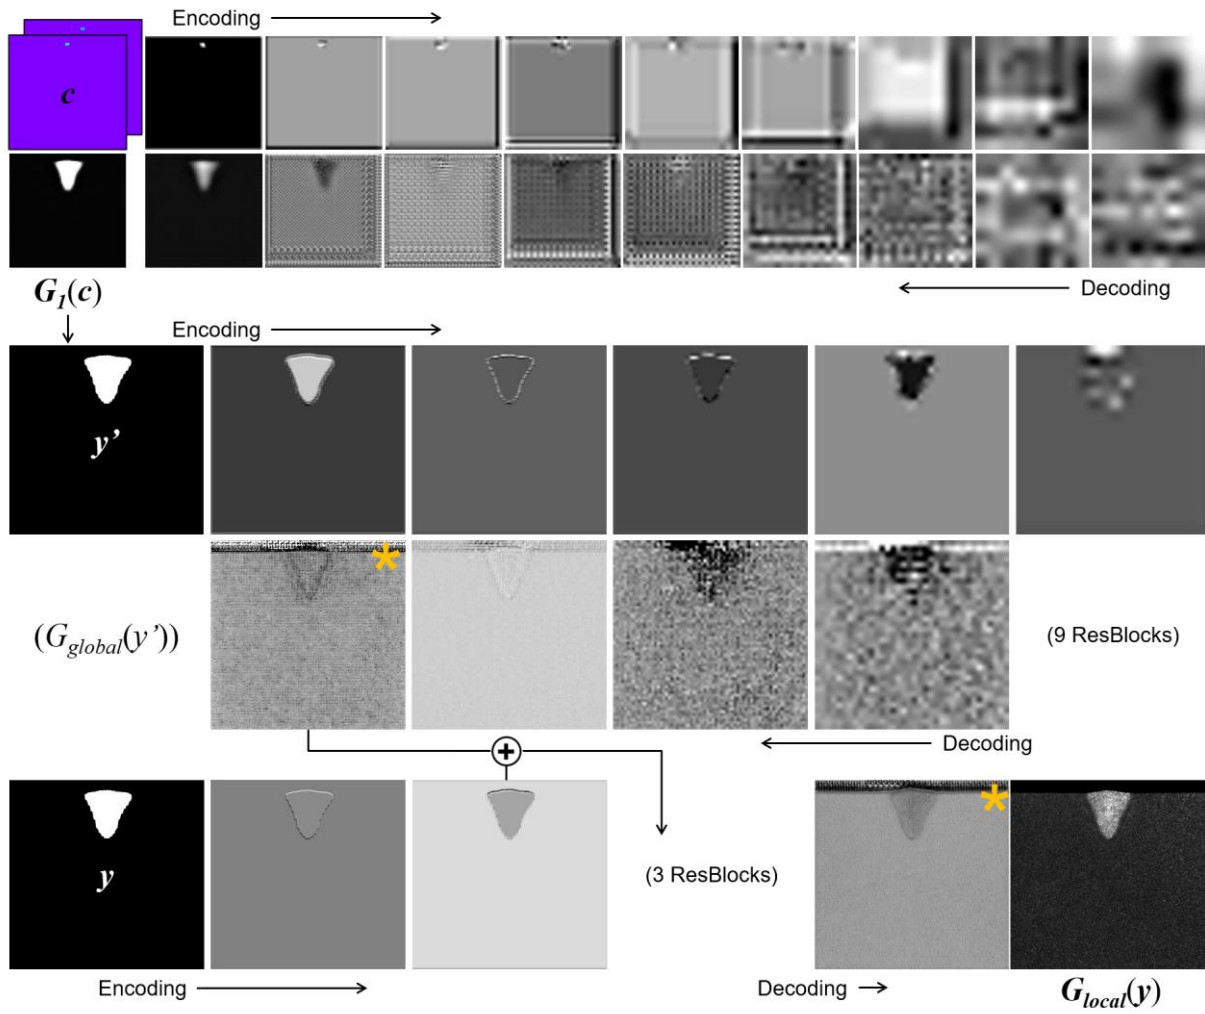 Encoding
c
G1(c)
Decoding
Encoding
y’
*
(Gglobal(y’))
(9 ResBlocks)
Decoding
+
*
y
(3 ResBlocks)
Encoding
Decoding
Glocal(y)